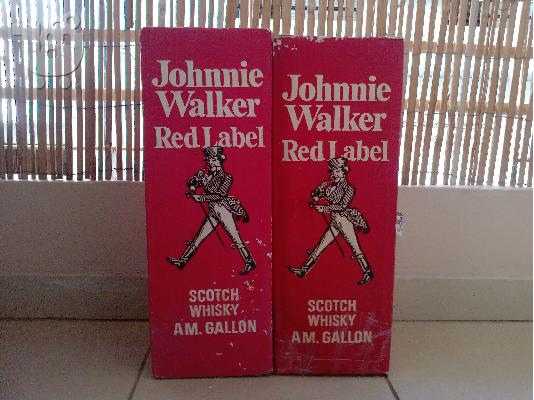 Johnnie
Walker
Red Label
SCOTCH
WHISKY
AM. GALLON
Johnnie
Walker
Red Label
SCOTCH
WHISKY
AM. GALLON